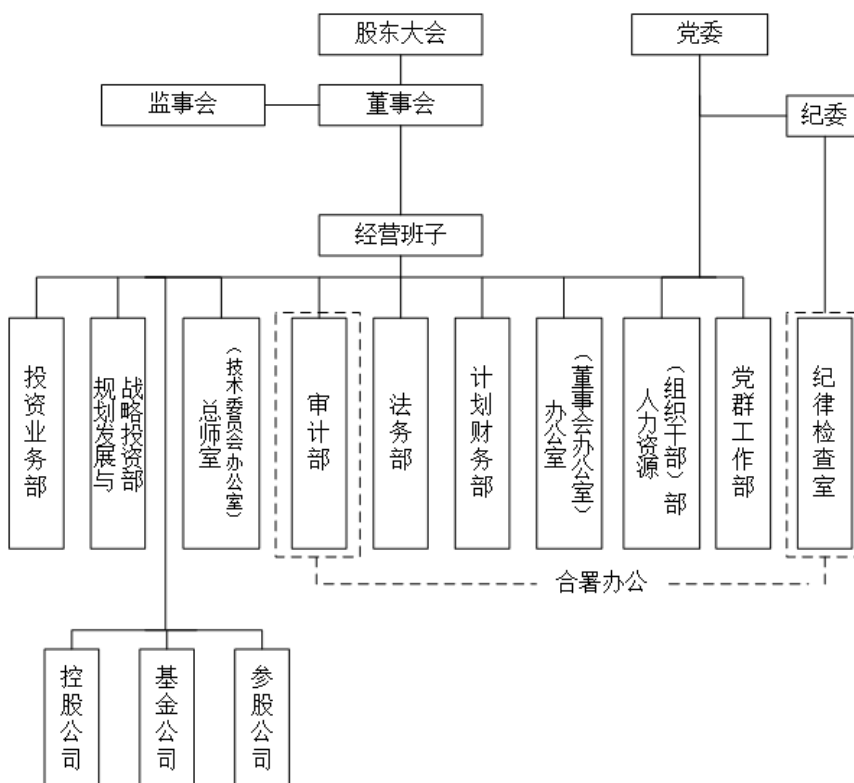 股东大会
党委
监事会
董事会
纪委
经营班子
投资业务部
规划发展与
战略投资部
总师室
（技术委员会办公室）
审计部
法务部
计划财务部
办公室
（董事会办公室）
人力资源
（组织干部）部
党群工作部
纪律检查室
合署办公
控股公司
基金公司
参股公司